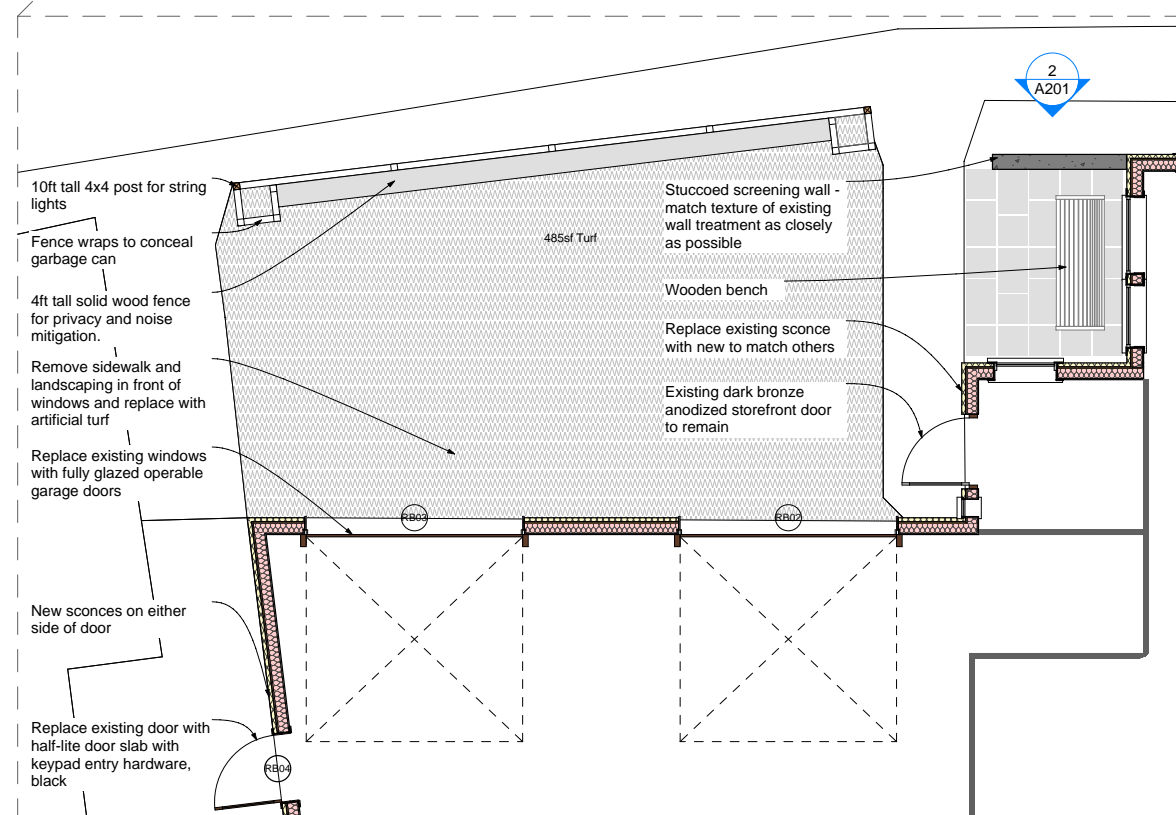 2
A201
10ft tall 4x4 post for string
lights
Fence wraps to conceal
garbage can
4ft tall solid wood fence
for privacy and noise
mitigation.
Remove sidewalk and
landscaping in front of
windows and replace with
artificial turf
Replace existing windows
with fully glazed operable
garage doors
New sconces on either
side of door
Replace existing door with
half-lite door slab with
keypad entry hardware,
black
485sf Turf
Stuccoed screening wall -
match texture of existing
wall treatment as closely
as possible
Wooden bench
Replace existing sconce
with new to match others
Existing dark bronze
anodized storefront door
to remain
RB03
RB02
RB04